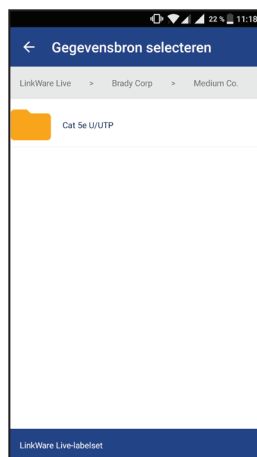 22 % 11:18
← Gegevensbron selecteren
LinkWare Live > Brady Corp > Medium Co.
Cat 5e U/UTP
LinkWare Live-labelset